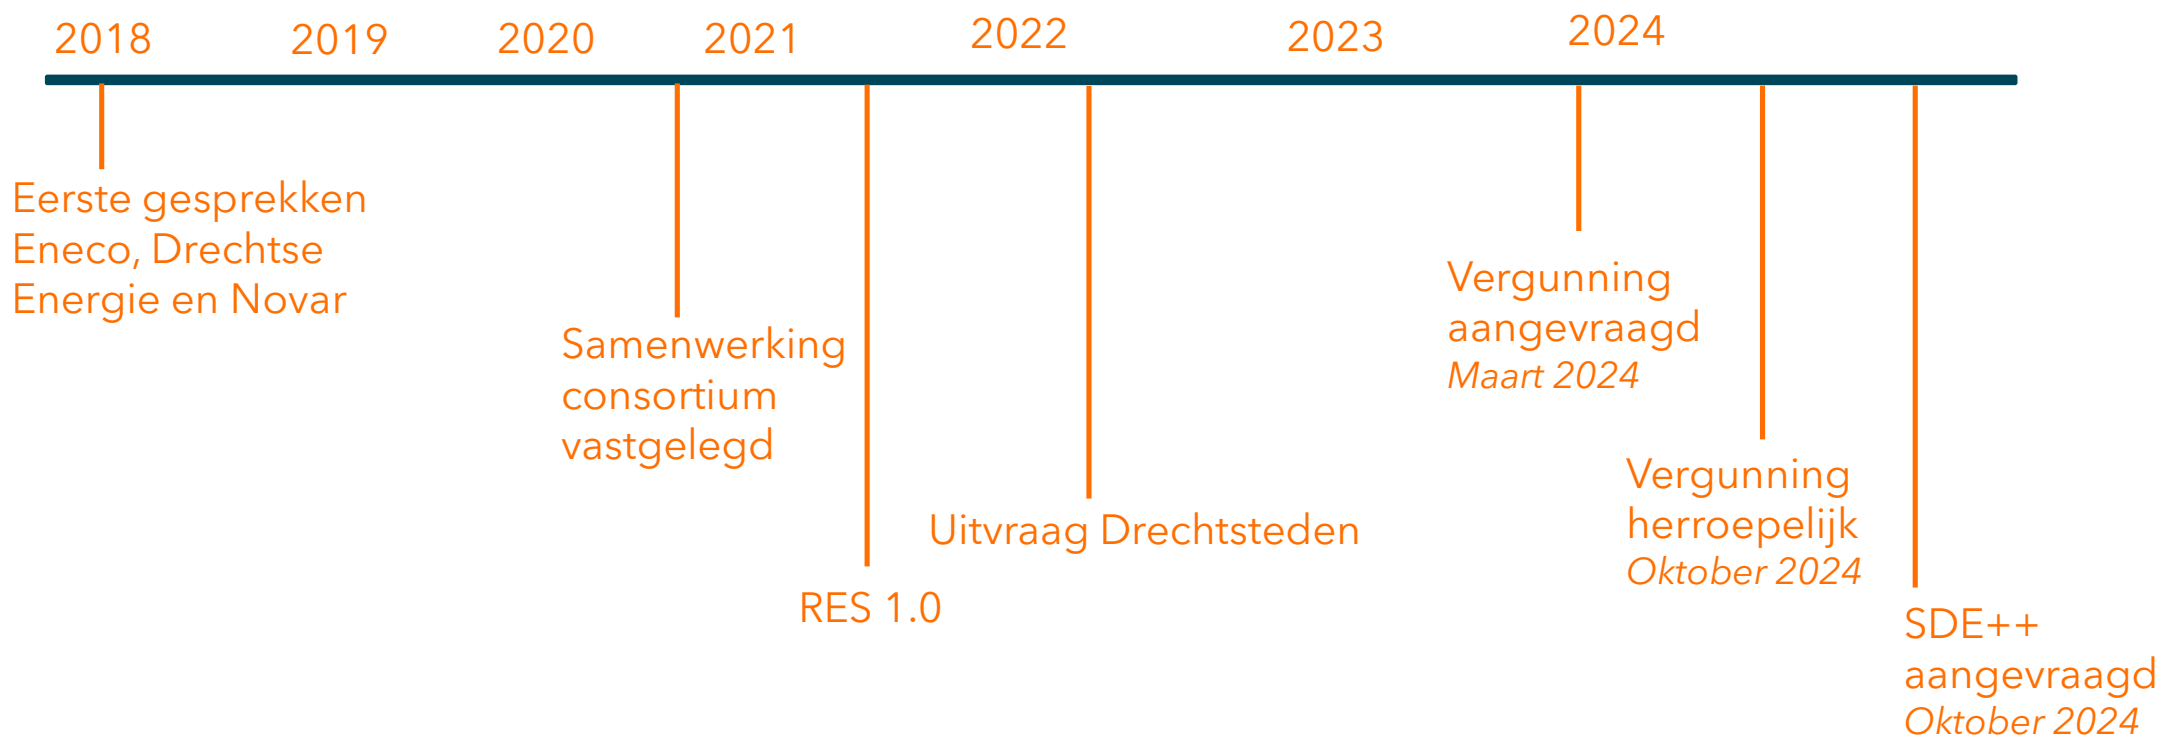 2018 2019 2020 2021 2022 2023 2024
Eerste gesprekken
Eneco, Drechtse
Energie en Novar
Samenwerking
consortium
vastgelegd
RES 1.0
Uitvraag Drechtsteden
Vergunning
aangevraagd
Maart 2024
Vergunning
herroepelijk
Oktober 2024
SDE++
aangevraagd
Oktober 2024